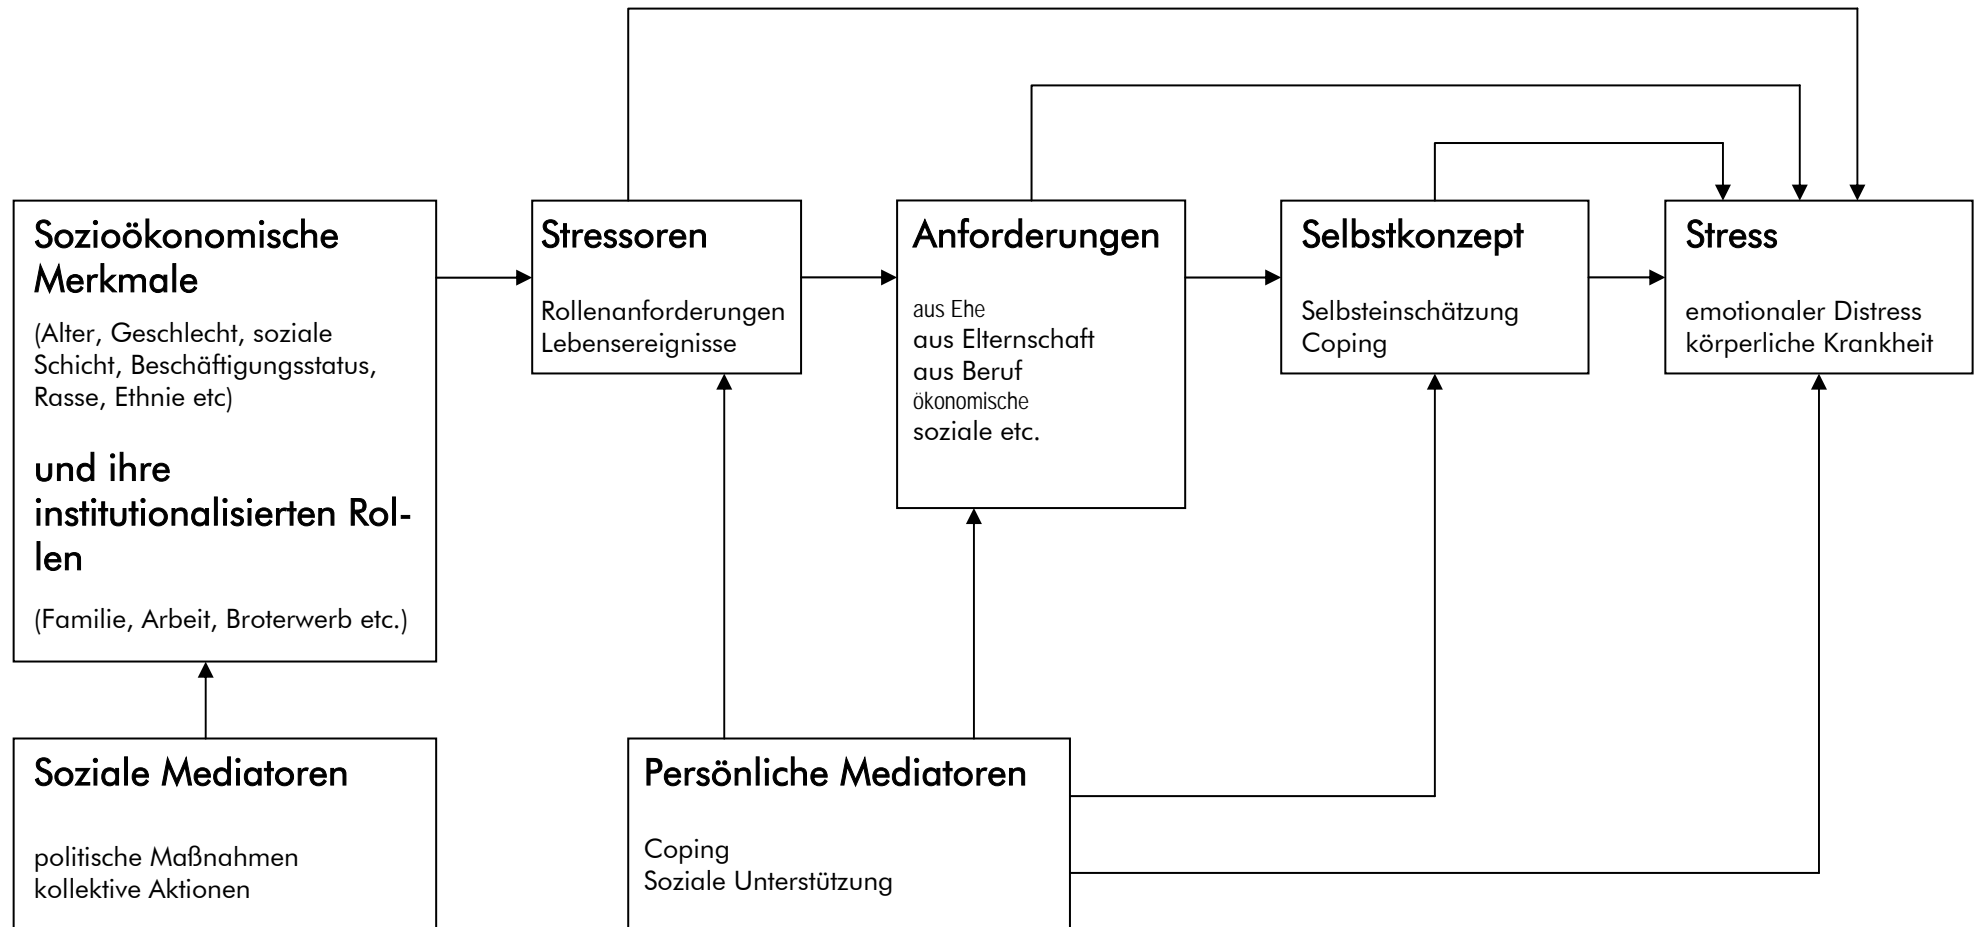 Sozioökonomische
Merkmale
(Alter, Geschlecht, soziale
Schicht, Beschäftigungsstatus,
Rasse, Ethnie etc)
und ihre
institutionalisierten Rol-
len
(Familie, Arbeit, Broterwerb etc.)
Stressoren
Rollenanforderungen
Lebensereignisse
Anforderungen
aus Ehe
aus Elternschaft
aus Beruf
ökonomische
soziale etc.
Selbstkonzept
Selbsteinschätzung
Coping
Stress
emotionaler Distress
körperliche Krankheit
Soziale Mediatoren
politische Maßnahmen
kollektive Aktionen
Persönliche Mediatoren
Coping
Soziale Unterstützung